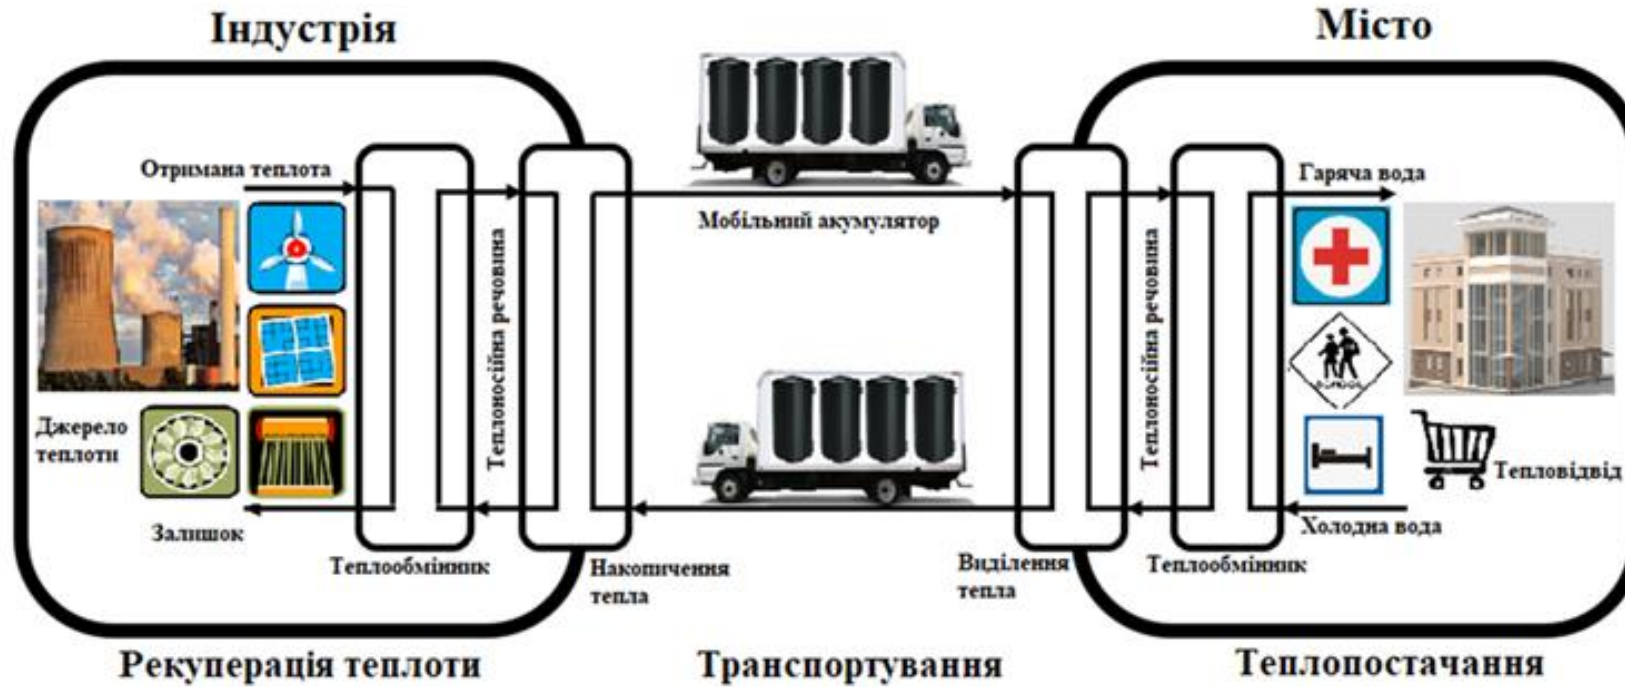 Індустрія
Місто
Отримана теплота
Гаряча вода
Мобільний акумулятор
Теплоносійна речовина
Теплоносійна речовина
SCHOOL
Джерело
теплоти
Тепловідвід
Залишок
Холодна вода
Теплообмінник
Накопичення
тепла
Виділення
тепла
Теплообмінник
Рекуперація теплоти
Транспортування
Теплопостачання